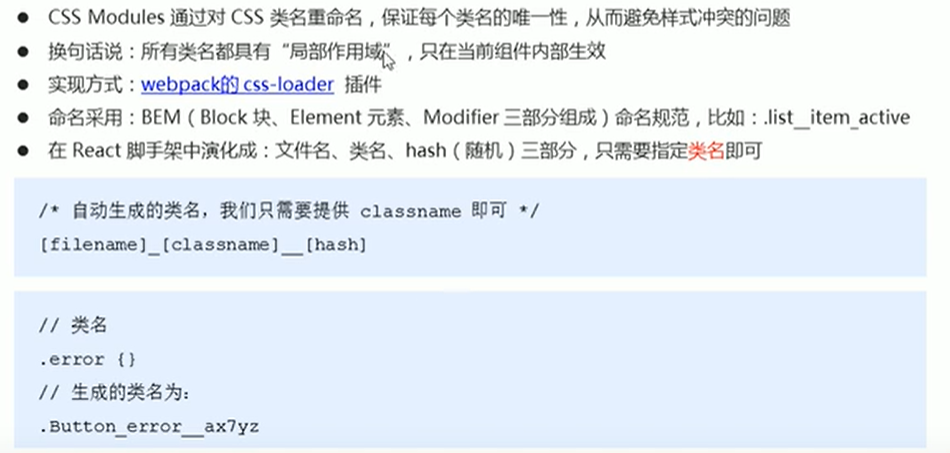 ● CSS Modules 通过对 CSS 类名重命名，保证每个类名的唯一性，从而避免样式冲突的问题
● 换句话说：所有类名都具有“局部作用域”，只在当前组件内部生效
● 实现方式：webpack的 css-loader 插件
● 命名采用：BEM（Block 块、Element 元素、Modifier 三部分组成）命名规范，比如：.list__item_active
● 在 React 脚手架中演化成：文件名、类名、hash（随机）三部分，只需要指定类名即可
/* 自动生成的类名，我们只需要提供 classname 即可 */
[filename]_[classname]__[hash]
// 类名
.error {}
// 生成的类名为：
.Button_error__ax7yz